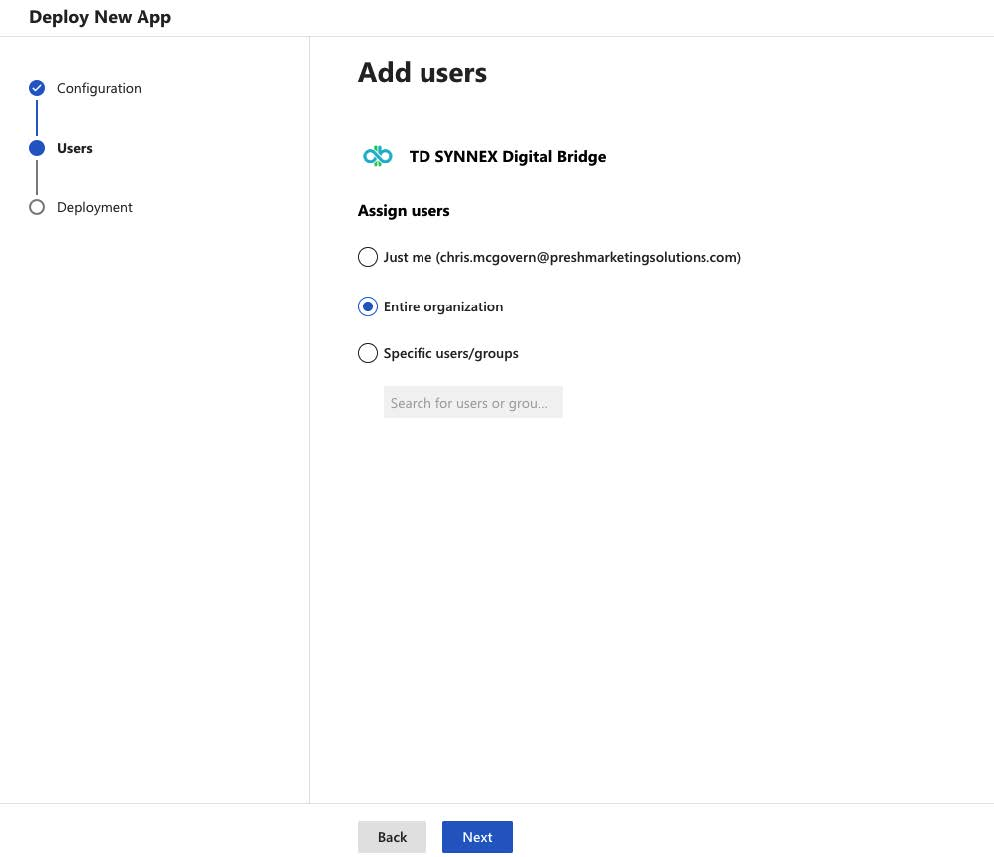 Deploy New App
Configuration
Users
Deployment
Add users
TD SYNNEX Digital Bridge
Assign users
Just me (chris.mcgovern@preshmarketingsolutions.com)
Entire organization
Specific users/groups
Search for users or grou...
Back
Next